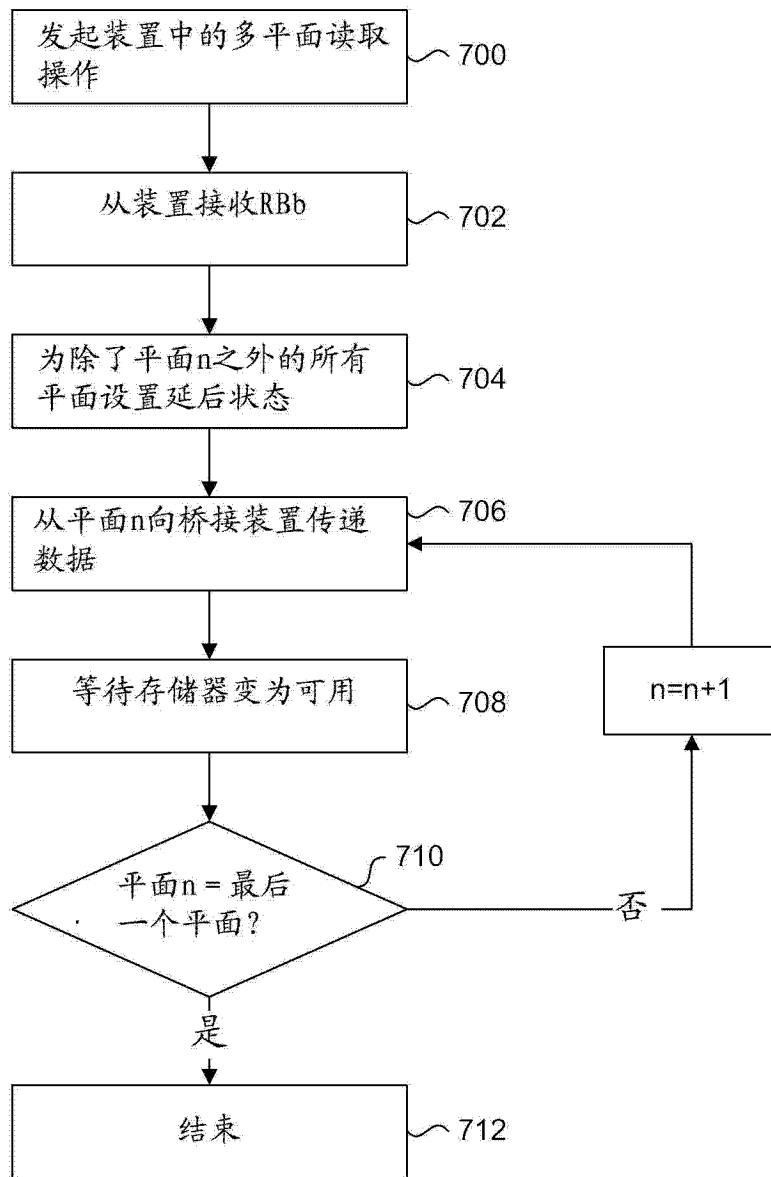 发起装置中的多平面读取
操作
700
从装置接收RBb
702
为除了平面n之外的所有
平面设置延后状态
704
从平面n向桥接装置传递
数据
706
等待存储器变为可用
708
n=n+1
平面n = 最后
一个平面?
710
否
是
结束
712